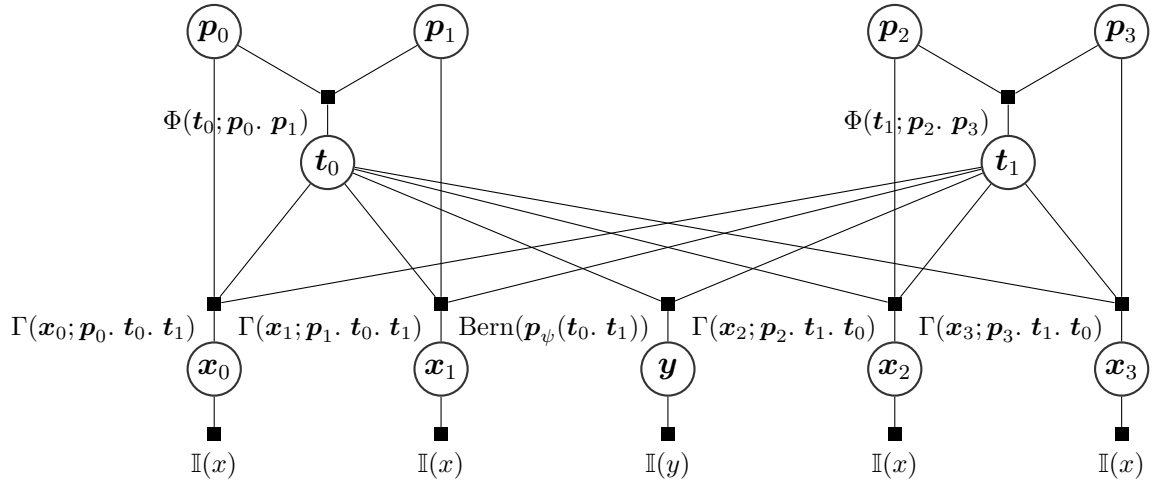 p₀ p₁ p₂ p₃
Φ(t₀; p₀. p₁) Φ(t₁; p₂. p₃)
t₀ t₁
Γ(x₀; p₀. t₀. t₁) Γ(x₁; p₁. t₀. t₁) Bern(p_ψ(t₀. t₁)) Γ(x₂; p₂. t₁. t₀) Γ(x₃; p₃. t₁. t₀)
x₀ x₁ y x₂ x₃
𝕀(x) 𝕀(x) 𝕀(y) 𝕀(x) 𝕀(x)